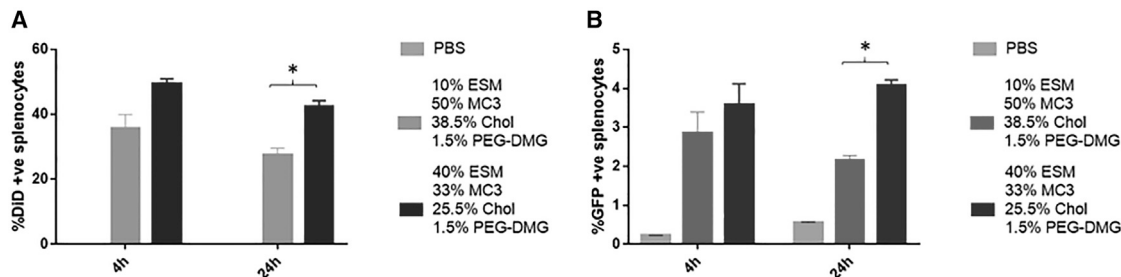 A
%DID +ve splenocytes
60
40
20
0
4h
24h
*
PBS
10% ESM
50% MC3
38.5% Chol
1.5% PEG-DMG
40% ESM
33% MC3
25.5% Chol
1.5% PEG-DMG
B
%GFP +ve splenocytes
5
4
3
2
1
0
4h
24h
*
PBS
10% ESM
50% MC3
38.5% Chol
1.5% PEG-DMG
40% ESM
33% MC3
25.5% Chol
1.5% PEG-DMG